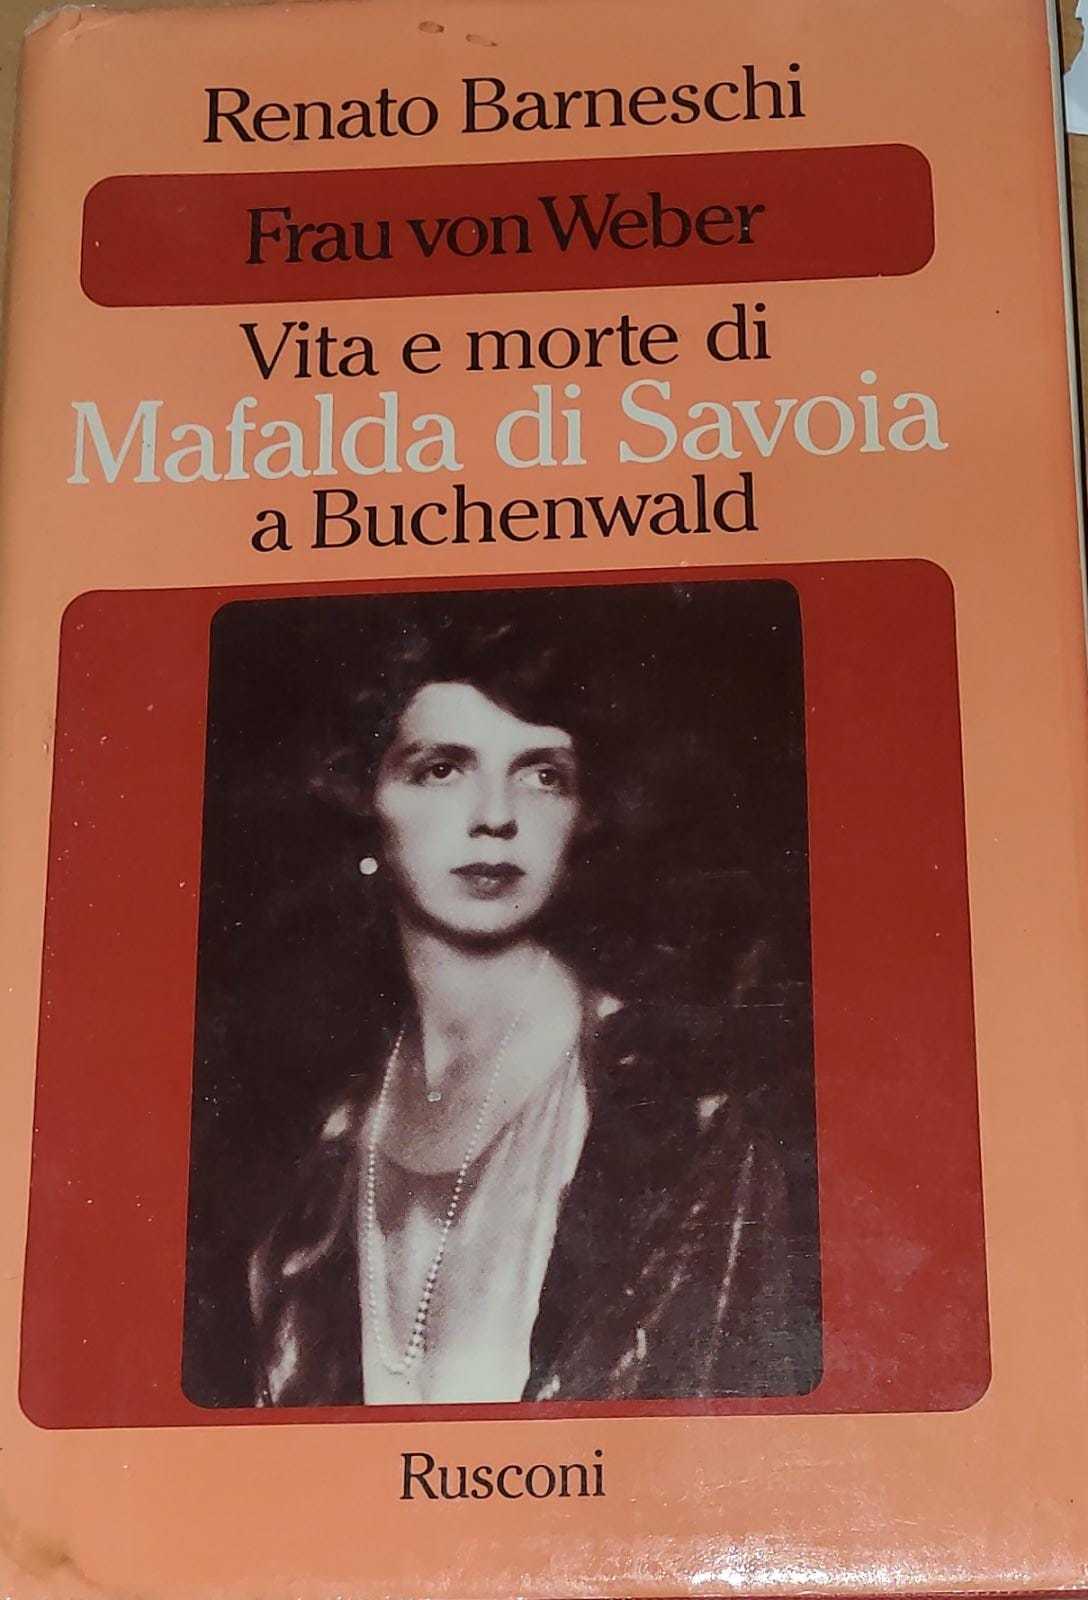 Renato Barneschi
Frau von Weber
Vita e morte di
Mafalda di Savoia
a Buchenwald
Rusconi